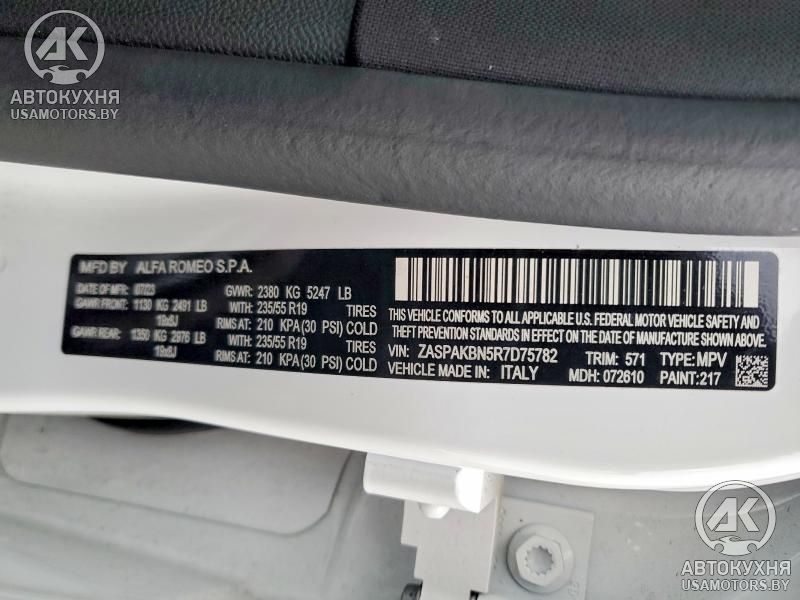 АВТОКУХНЯ
USAMOTORS.BY
MFD BY ALFA ROMEO S.P.A.
DATE OF MFR: 07/23 GVWR: 2380 KG 5247 LB
GAWR FRONT: 1130 KG 2491 LB WITH: 235/55 R19 TIRES
19x8J RIMS AT: 210 KPA(30 PSI) COLD
GAWR REAR: 1350 KG 2976 LB WITH: 235/55 R19 TIRES
19x8J RIMS AT: 210 KPA(30 PSI) COLD
THIS VEHICLE CONFORMS TO ALL APPLICABLE U.S. FEDERAL MOTOR VEHICLE SAFETY AND
THEFT PREVENTION STANDARDS IN EFFECT ON THE DATE OF MANUFACTURE SHOWN ABOVE.
VIN: ZASPAKBN5R7D75782 TRIM: 571 TYPE: MPV
VEHICLE MADE IN: ITALY MDH: 072610 PAINT:217
АВТОКУХНЯ
USAMOTORS.BY